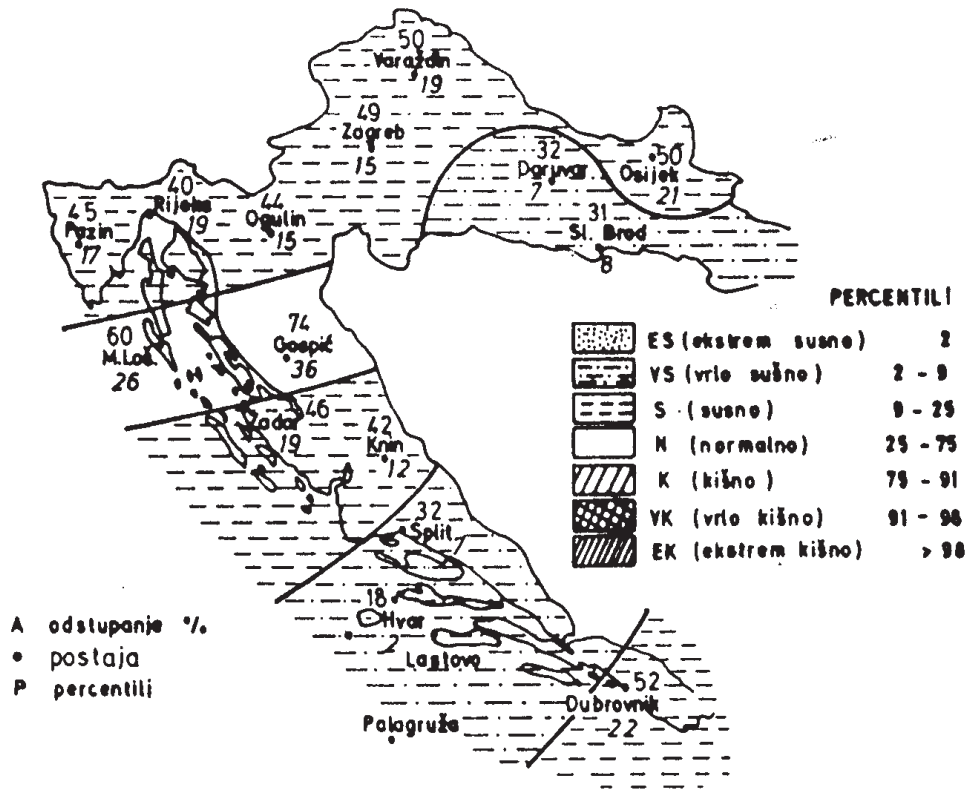 50
Varaždin
19
49
Zagreb
15
32
Daruvar
7
50
Osijek
21
31
Sl. Brod
8
40
Rijeka
19
45
Pazin
17
44
Ogulin
15
60
M.Loš.
26
74
Gospić
36
46
Zadar
19
42
Knin
12
32
Split
7
18
Hvar
2
Lastovo
52
Dubrovnik
22
Palagruža
PERCENTILI
ES (ekstrem susno) 2
VS (vrlo sušno) 2 - 9
S (susno) 9 - 25
N (normalno) 25 - 75
K (kišno) 75 - 91
VK (vrlo kišno) 91 - 98
EK (ekstrem kišno) > 98
A odstupanje %
• postaja
P percentili